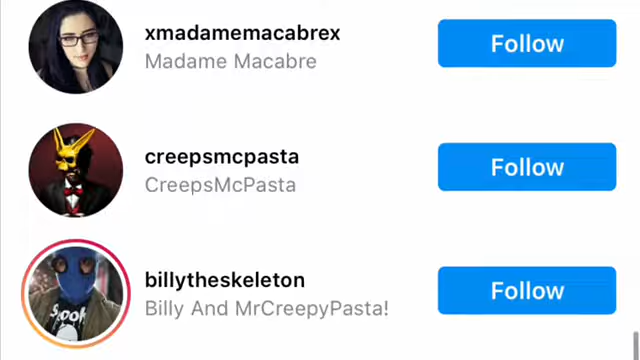 xmadamemacabrex
Madame Macabre
Follow
creepsmcpasta
CreepsMcPasta
Follow
billytheskeleton
Billy And MrCreepyPasta!
Follow